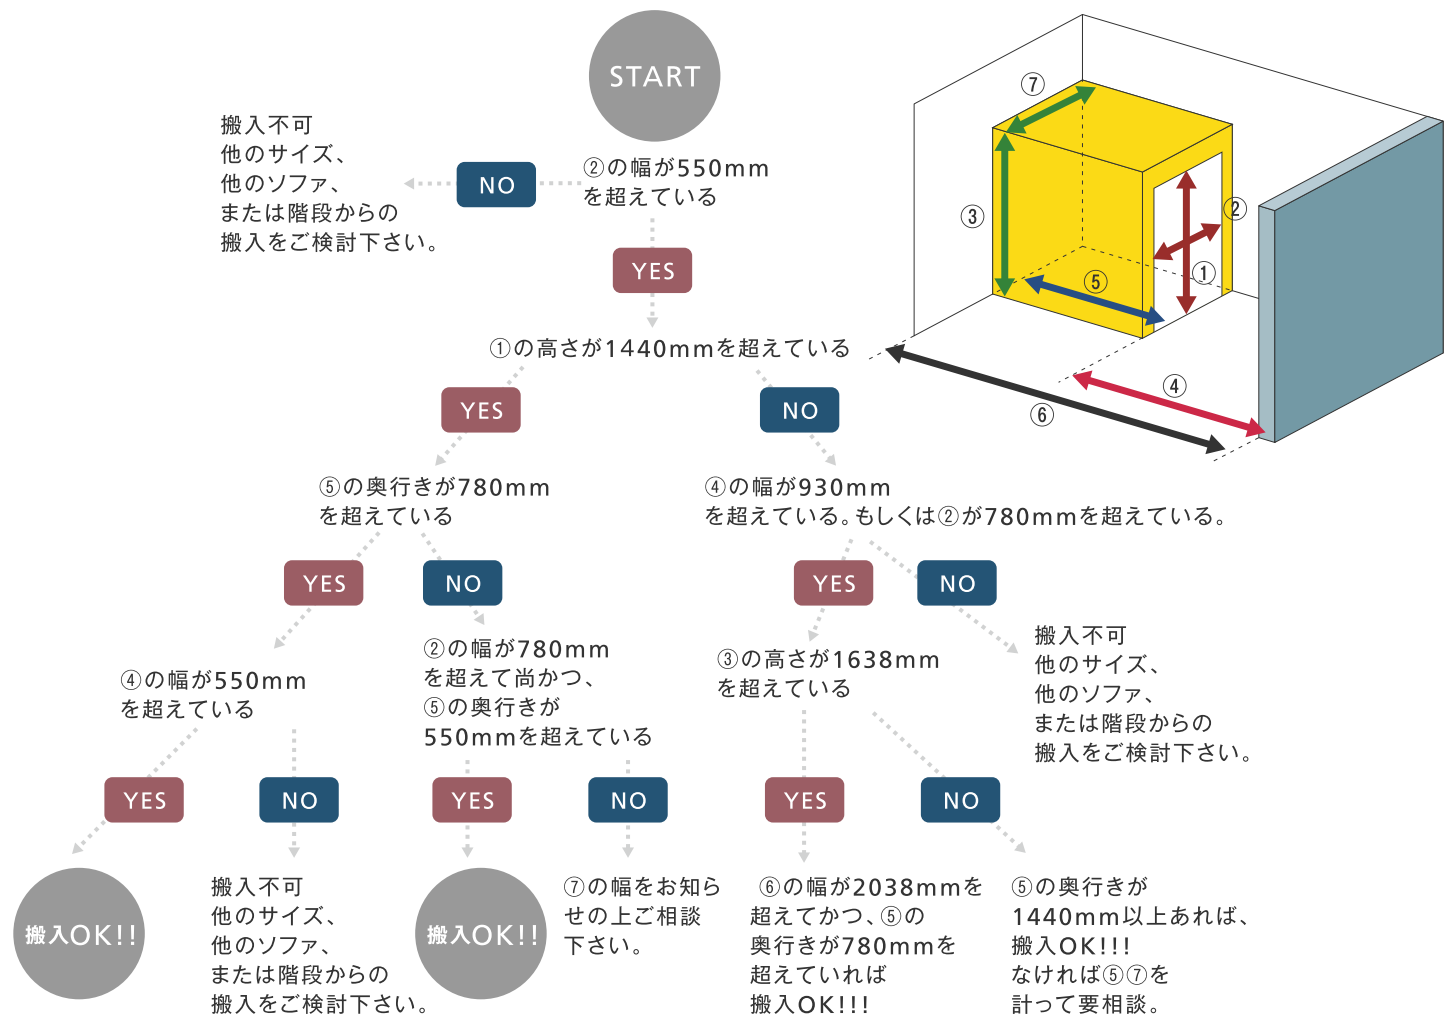 START
②の幅が550mm
を超えている
NO
搬入不可
他のサイズ、
他のソファ、
または階段からの
搬入をご検討下さい。
YES
①の高さが1440mmを超えている
YES
NO
⑤の奥行きが780mm
を超えている
④の幅が930mm
を超えている。もしくは②が780mmを超えている。
YES
NO
YES
NO
④の幅が550mm
を超えている
②の幅が780mm
を超えて尚かつ、
⑤の奥行きが
550mmを超えている
③の高さが1638mm
を超えている
搬入不可
他のサイズ、
他のソファ、
または階段からの
搬入をご検討下さい。
YES
NO
YES
NO
YES
NO
搬入OK!!
搬入不可
他のサイズ、
他のソファ、
または階段からの
搬入をご検討下さい。
搬入OK!!
⑦の幅をお知ら
せの上ご相談
下さい。
⑥の幅が2038mmを
超えてかつ、⑤の
奥行きが780mmを
超えていれば
搬入OK!!!
⑤の奥行きが
1440mm以上あれば、
搬入OK!!!
なければ⑤⑦を
計って要相談。
⑦
③
②
①
⑤
④
⑥